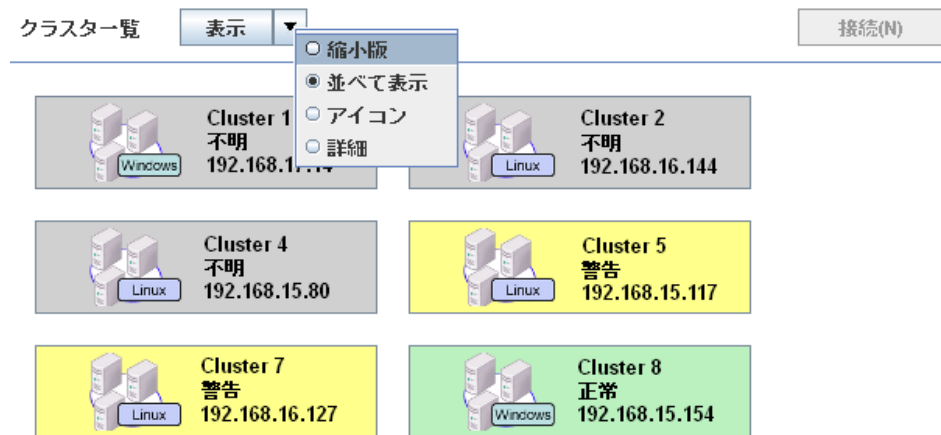 クラスター一覧 表示 ▼ 接続(N)
縮小版
並べて表示
アイコン
詳細
Cluster 1
不明
Windows
Cluster 2
不明
192.168.16.144
Linux
Cluster 4
不明
192.168.15.80
Linux
Cluster 5
警告
192.168.15.117
Linux
Cluster 7
警告
192.168.16.127
Linux
Cluster 8
正常
192.168.15.154
Windows